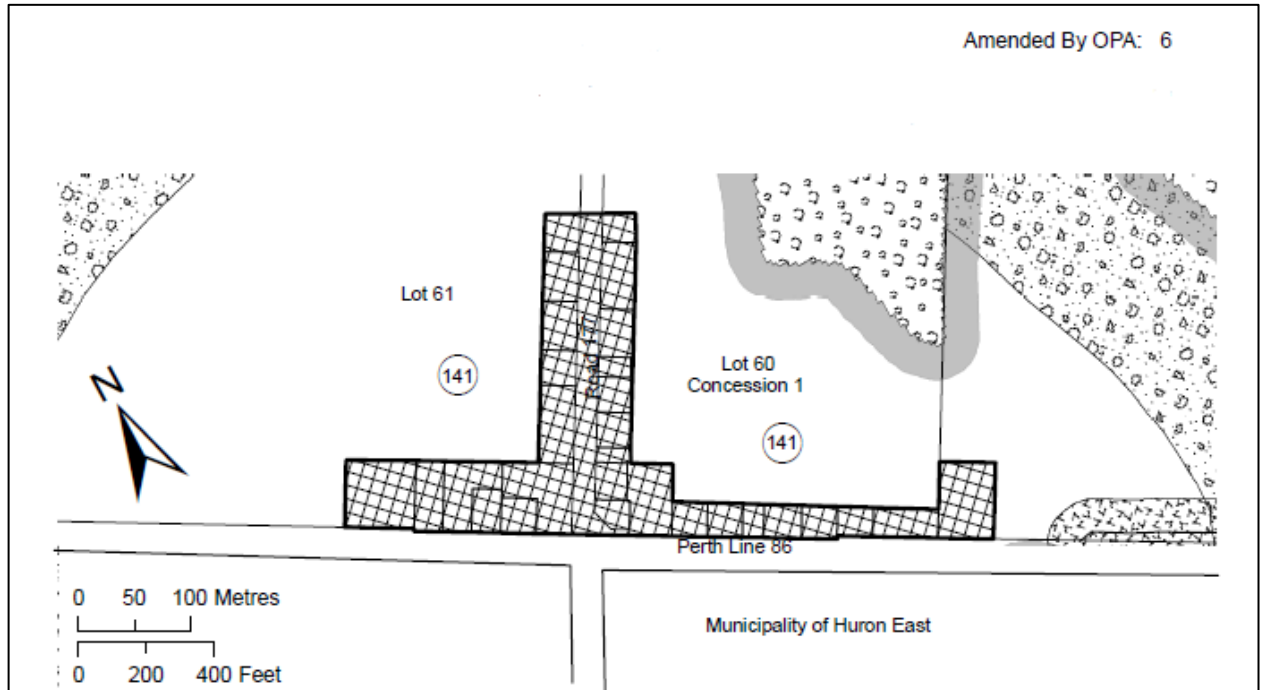 Amended By OPA: 6
Lot 61
141
Lot 60
Concession 1
141
N
Road
Perth Line 86
0 50 100 Metres
0 200 400 Feet
Municipality of Huron East